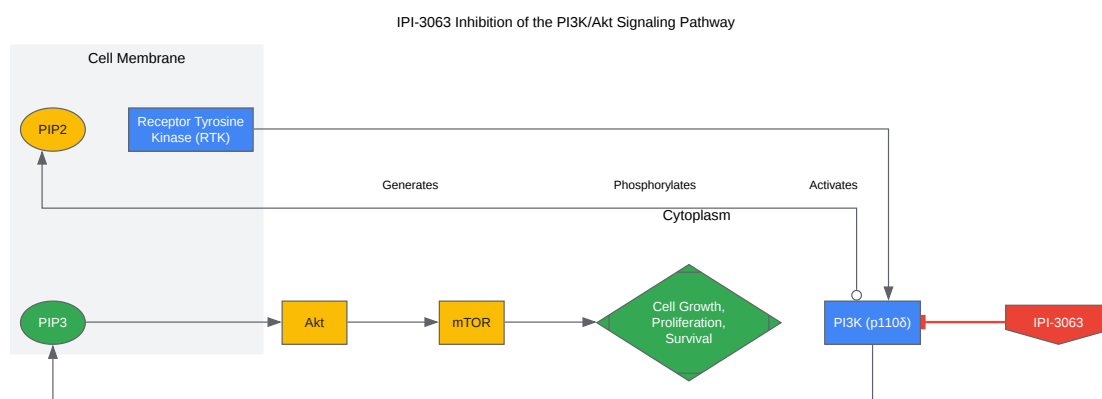 IPI-3063 Inhibition of the PI3K/Akt Signaling Pathway
Cell Membrane
PIP2
Receptor Tyrosine
Kinase (RTK)
Generates
Phosphorylates
Activates
Cytoplasm
PIP3
Akt
mTOR
Cell Growth,
Proliferation,
Survival
PI3K (p110δ)
IPI-3063